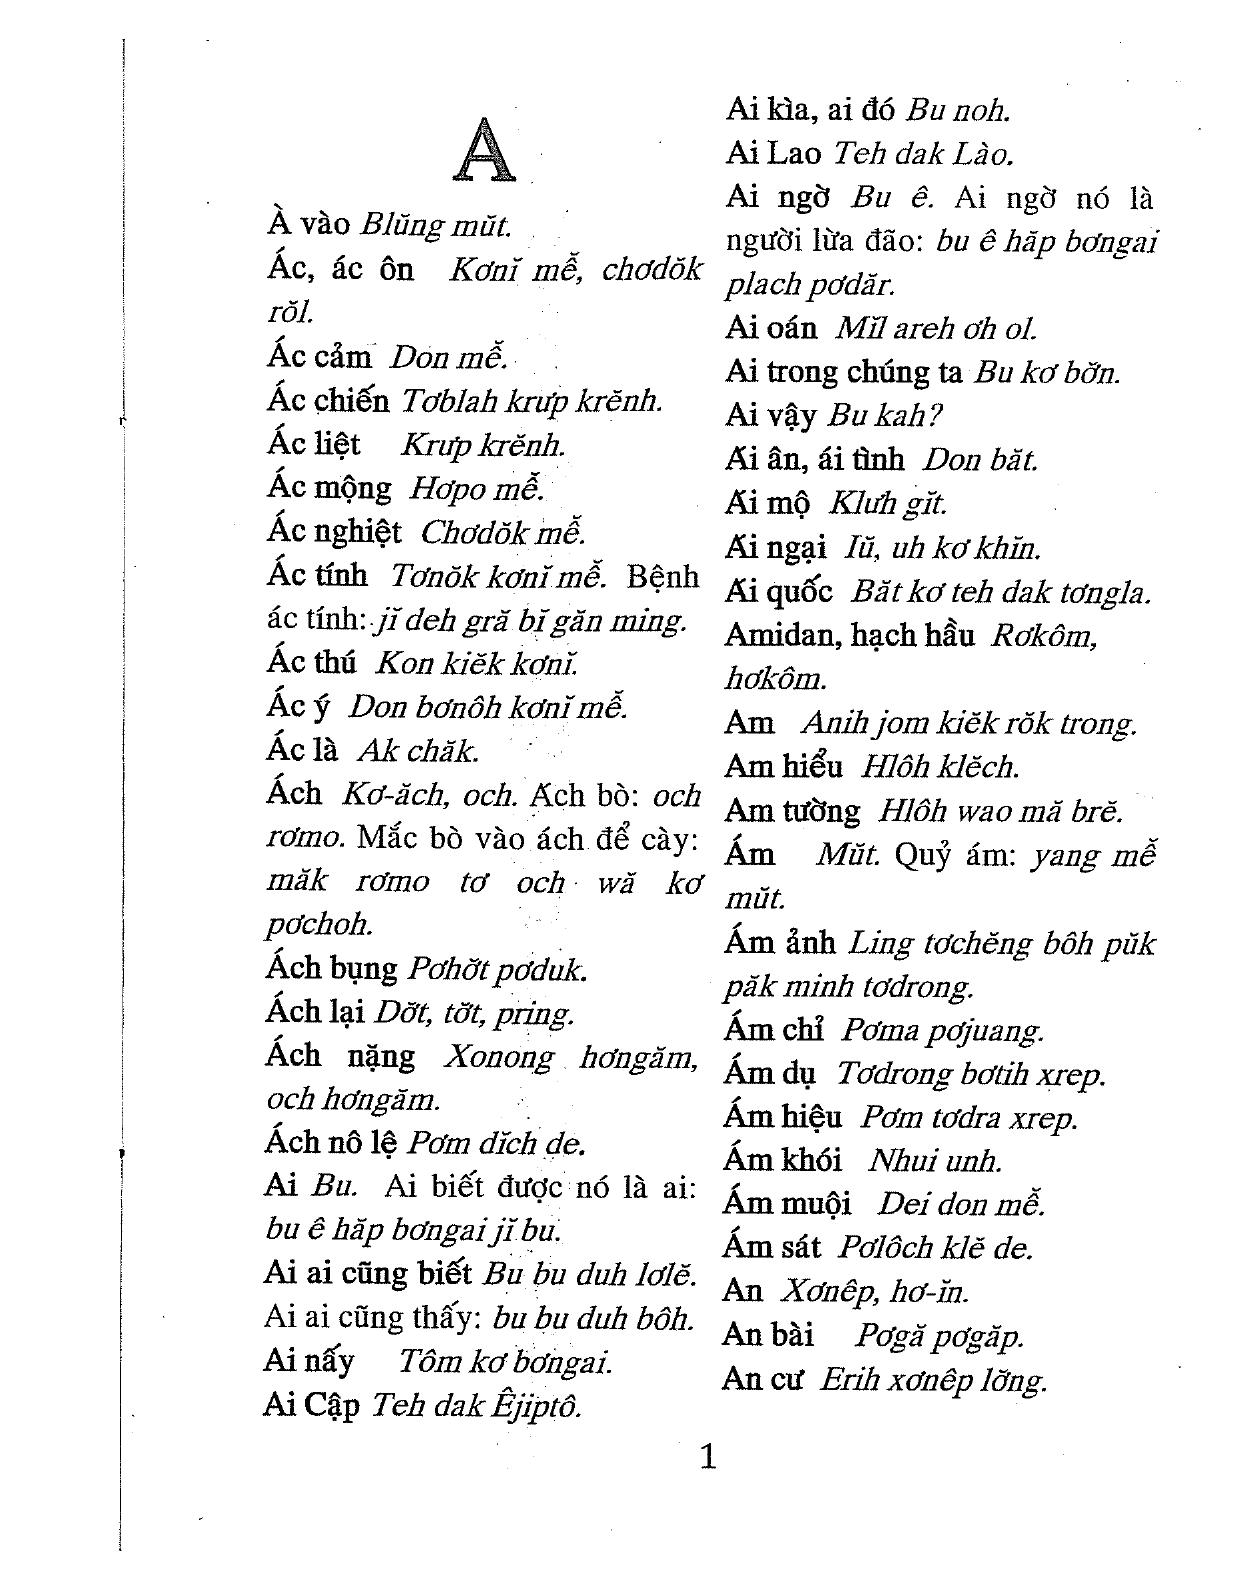 A
À vào Blŭng mŭt.
Ác, ác ôn Kơnĭ mễ, chơdŏk
rŏl.
Ác cảm Don mễ.
Ác chiến Tơblah krưp krĕnh.
Ác liệt Krưp krĕnh.
Ác mộng Hơpo mễ.
Ác nghiệt Chơdŏk mễ.
Ác tính Tơnŏk kơnĭ mễ. Bệnh
ác tính: jĭ deh gră bĭ găn ming.
Ác thú Kon kiĕk kơnĭ.
Ác ý Don bơnôh kơnĭ mễ.
Ác là Ak chăk.
Ách Kơ-ăch, och. Ách bò: och
rơmo. Mắc bò vào ách để cày:
măk rơmo tơ och wă kơ
pơchoh.
Ách bụng Pơhơ̆t pơduk.
Ách lại Dơ̆t, tơ̆t, pring.
Ách nặng Xonong hơngăm,
och hơngăm.
Ách nô lệ Pơm dĭch de.
Ai Bu. Ai biết được nó là ai:
bu ê hăp bơngai jĭ bu.
Ai ai cũng biết Bu bu duh lơlĕ.
Ai ai cũng thấy: bu bu duh bôh.
Ai nấy Tôm kơ bơngai.
Ai Cập Teh dak Êjiptô.
Ai kìa, ai đó Bu noh.
Ai Lao Teh dak Lào.
Ai ngờ Bu ê. Ai ngờ nó là
người lừa đão: bu ê hăp bơngai
plach pơdăr.
Ai oán Mĭl areh ơh ol.
Ai trong chúng ta Bu kơ bơ̆n.
Ai vậy Bu kah?
Ái ân, ái tình Don băt.
Ái mộ Klưh gĭt.
Ái ngại Iŭ, uh kơ khĭn.
Ái quốc Băt kơ teh dak tơngla.
Amidan, hạch hầu Rơkôm,
hơkôm.
Am Anih jom kiĕk rŏk trong.
Am hiểu Hlôh klĕch.
Am tường Hlôh wao mă brĕ.
Ám Mŭt. Quỷ ám: yang mễ
mŭt.
Ám ảnh Ling tơchĕng bôh pŭk
păk minh tơdrong.
Ám chỉ Pơma pơjuang.
Ám dụ Tơdrong bơtih xrep.
Ám hiệu Pơm tơdra xrep.
Ám khói Nhui unh.
Ám muội Dei don mễ.
Ám sát Pơlôch klĕ de.
An Xơnêp, hơ-ĭn.
An bài Pơgă pơgăp.
An cư Erih xơnêp lơ̆ng.
1